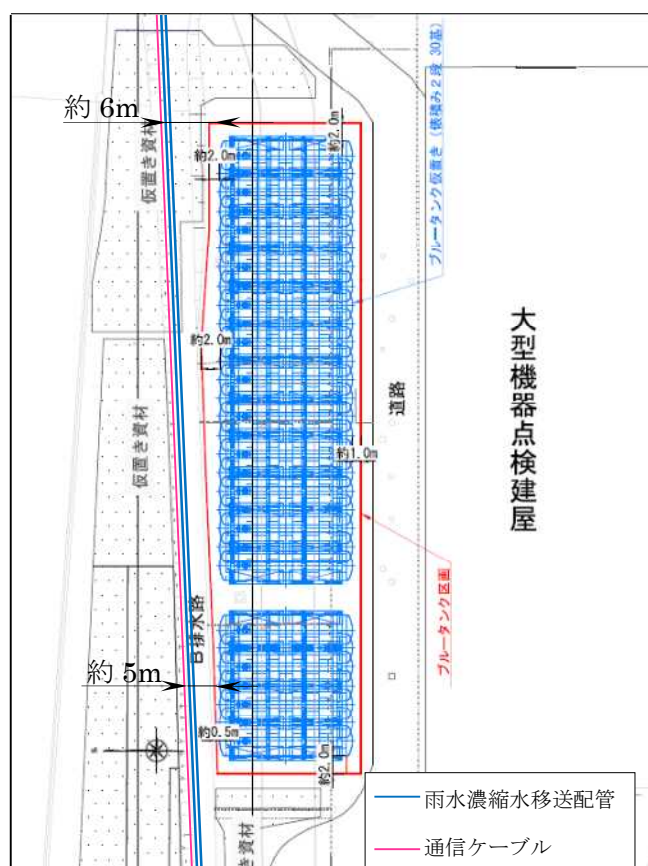 約 6m
仮置き資材
約2.0m
約2.0m
ブルータンク仮置き（俵積み2段 30基）
大型機器点検建屋
約2.0m
仮置き資材
道路
約1.0m
B排水路
ブルータンク区画
約 5m
約0.5m
約2.0m
仮置き資材
雨水濃縮水移送配管
通信ケーブル